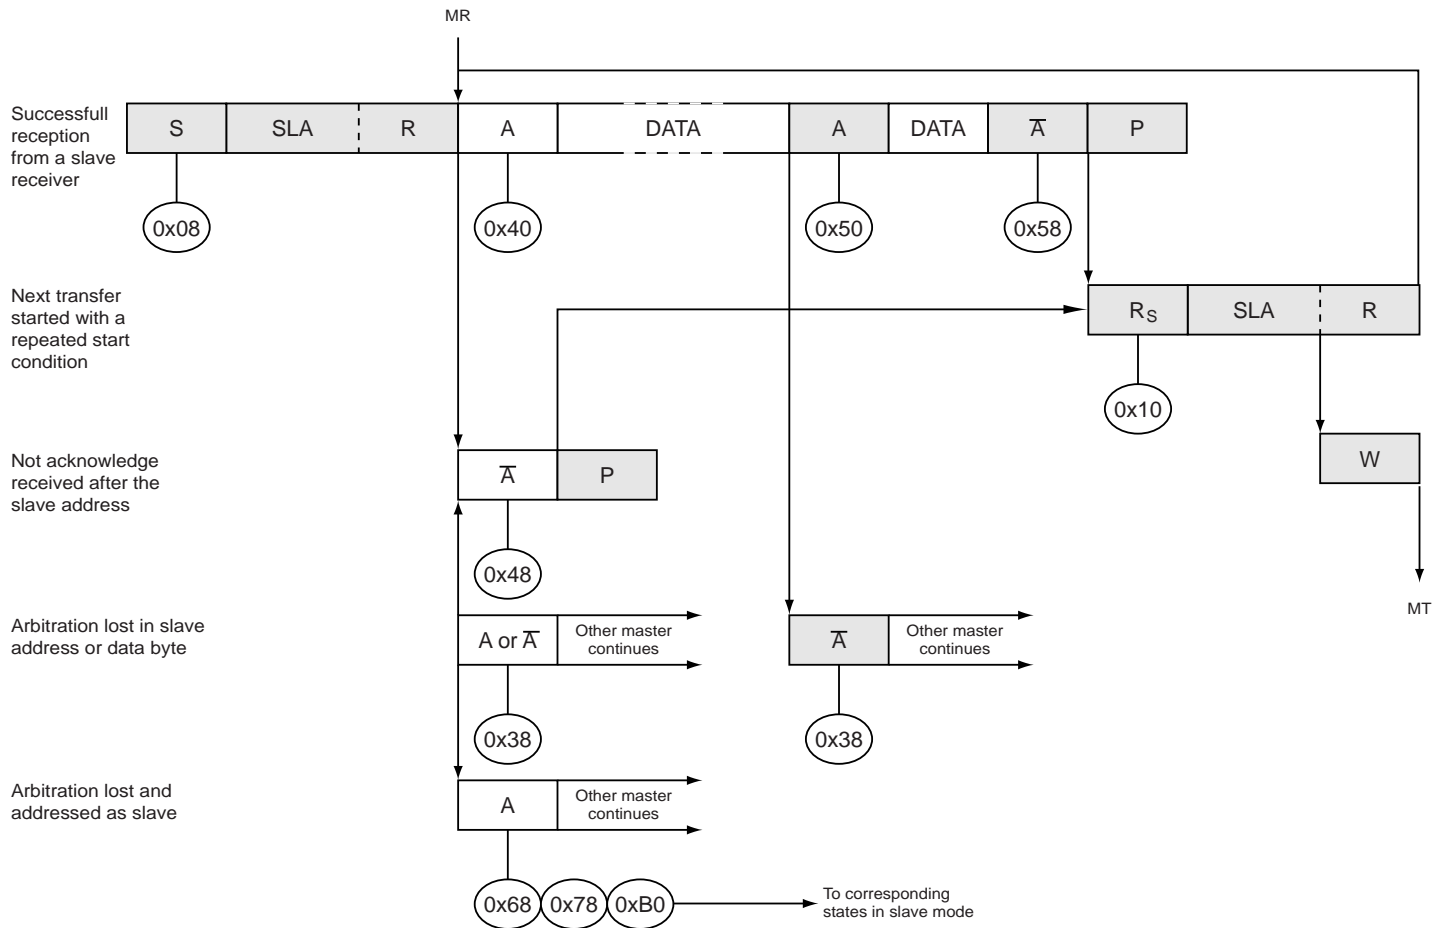 MR
Successfull
reception
from a slave
receiver
S SLA R A DATA A DATA A̅ P
0x08 0x40 0x50 0x58
Next transfer
started with a
repeated start
condition
RS SLA R
0x10
Not acknowledge
received after the
slave address
A̅ P
W
0x48
MT
Arbitration lost in slave
address or data byte
A or A̅ Other master
continues
A̅ Other master
continues
0x38 0x38
Arbitration lost and
addressed as slave
A Other master
continues
0x68 0x78 0xB0 To corresponding
states in slave mode